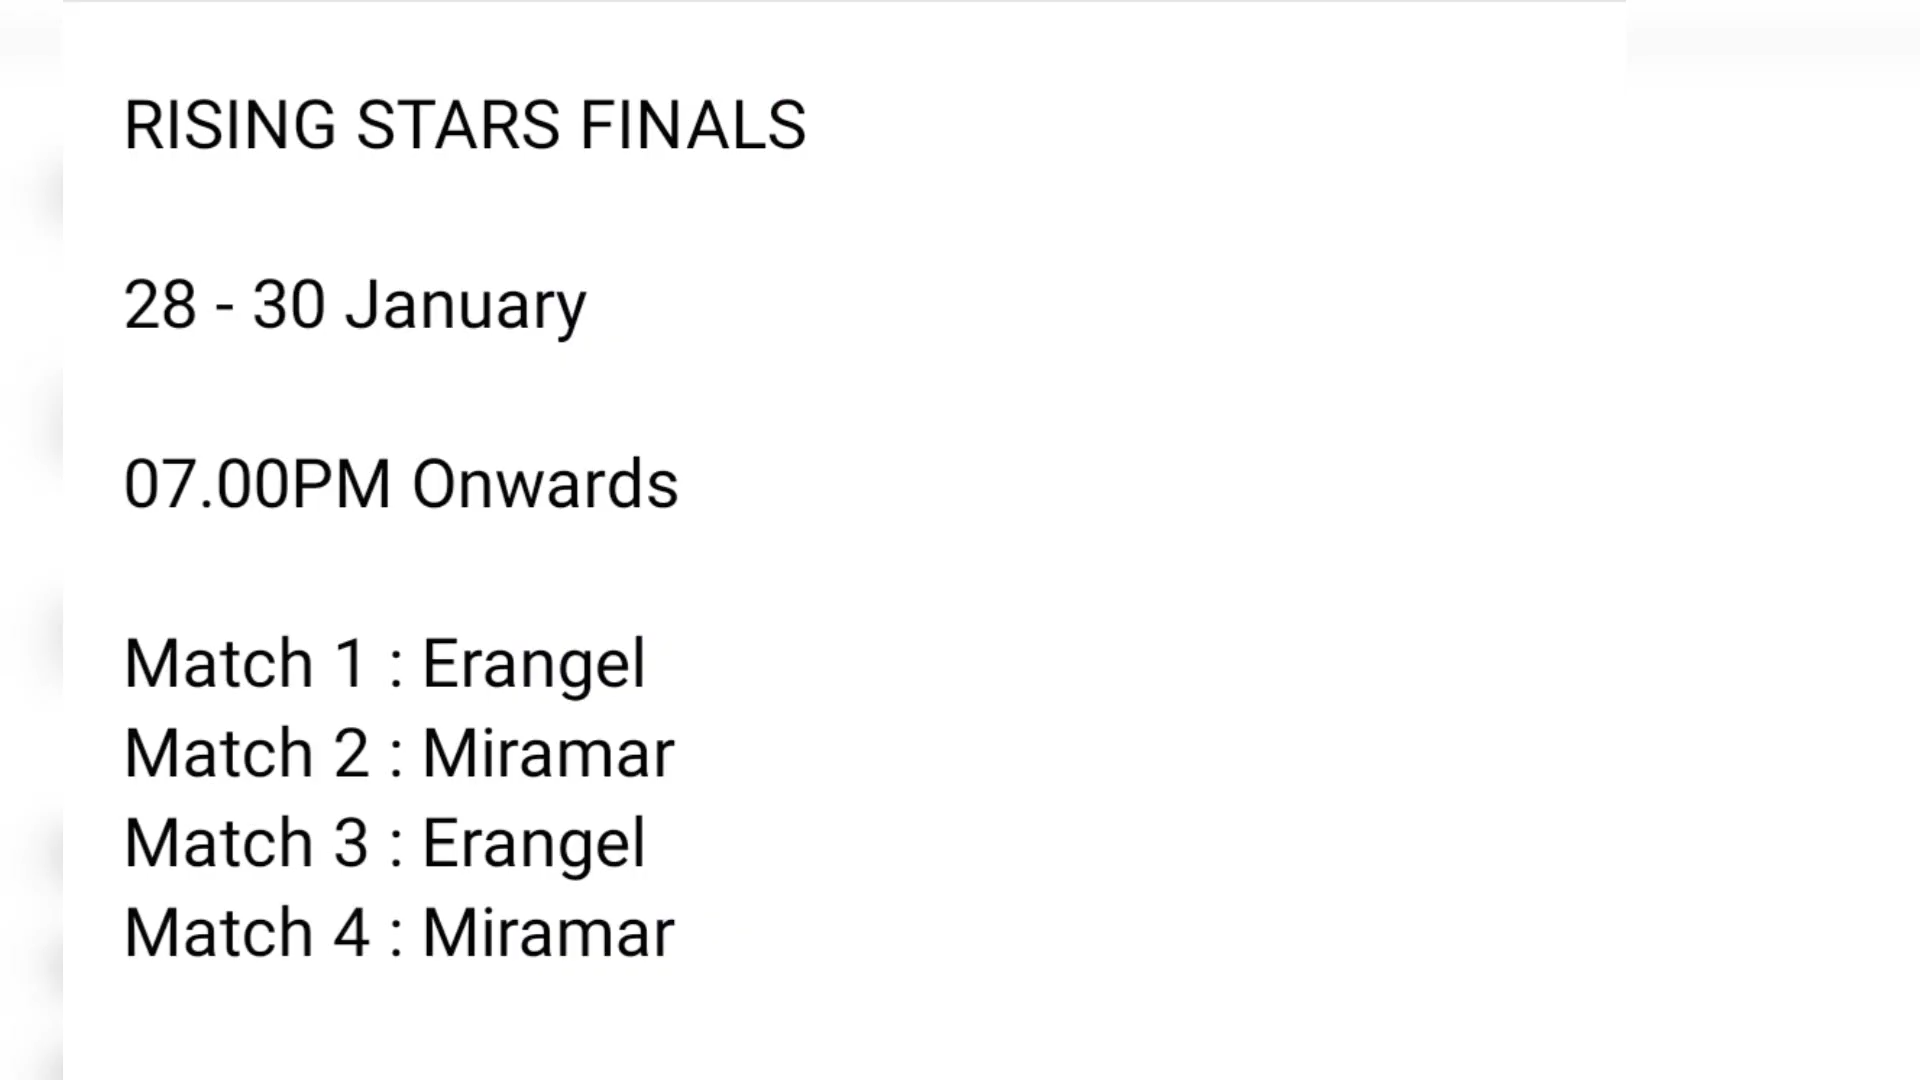 RISING STARS FINALS
28 - 30 January
07.00PM Onwards
Match 1 : Erangel
Match 2 : Miramar
Match 3 : Erangel
Match 4 : Miramar